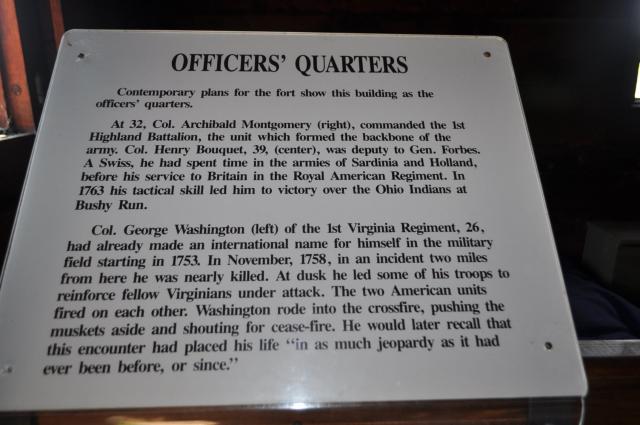 OFFICERS' QUARTERS
Contemporary plans for the fort show this building as the
officers' quarters.
At 32, Col. Archibald Montgomery (right), commanded the 1st
Highland Battalion, the unit which formed the backbone of the
army. Col. Henry Bouquet, 39, (center), was deputy to Gen. Forbes.
A Swiss, he had spent time in the armies of Sardinia and Holland,
before his service to Britain in the Royal American Regiment. In
1763 his tactical skill led him to victory over the Ohio Indians at
Bushy Run.
Col. George Washington (left) of the 1st Virginia Regiment, 26,
had already made an international name for himself in the military
field starting in 1753. In November, 1758, in an incident two miles
from here he was nearly killed. At dusk he led some of his troops to
reinforce fellow Virginians under attack. The two American units
fired on each other. Washington rode into the crossfire, pushing the
muskets aside and shouting for cease-fire. He would later recall that
this encounter had placed his life "in as much jeopardy as it had
ever been before, or since."